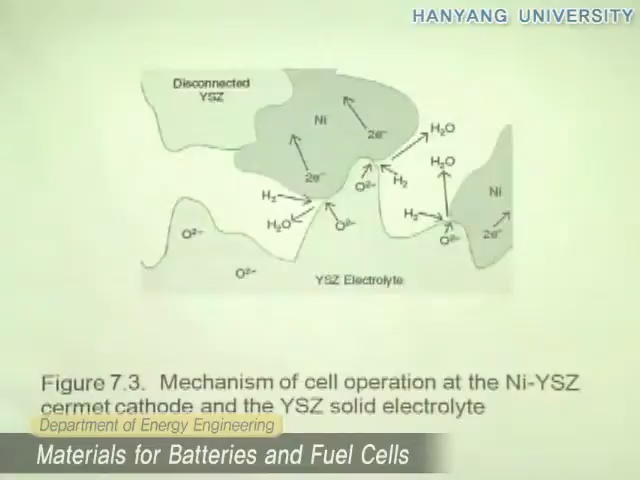 HANYANG UNIVERSITY
Disconnected
YSZ
Ni
2e⁻
H₂O
H₂O
2e⁻
O²⁻
H₂
Ni
H₂
H₂
H₂O
O²⁻
O²⁻
O²⁻
2e⁻
O²⁻
YSZ Electrolyte
Figure 7.3. Mechanism of cell operation at the Ni-YSZ
cermet cathode and the YSZ solid electrolyte
Department of Energy Engineering
Materials for Batteries and Fuel Cells